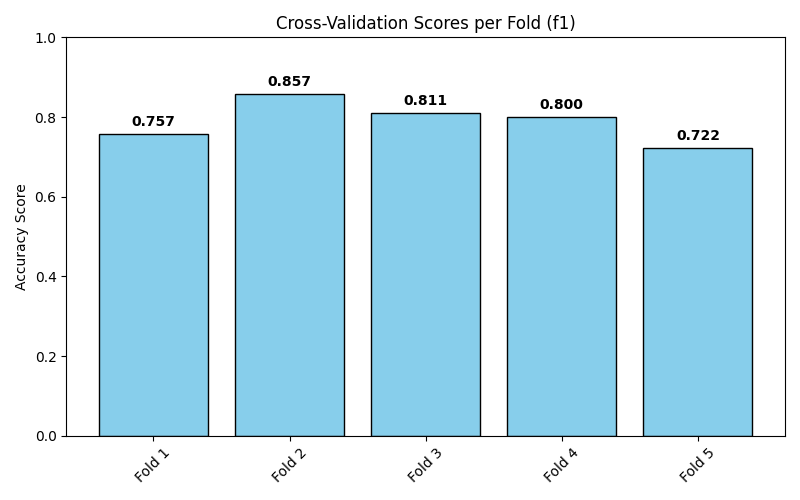 Cross-Validation Scores per Fold (f1)
1.0
0.8
0.6
0.4
0.2
0.0
Accuracy Score
0.757
0.857
0.811
0.800
0.722
Fold 1
Fold 2
Fold 3
Fold 4
Fold 5